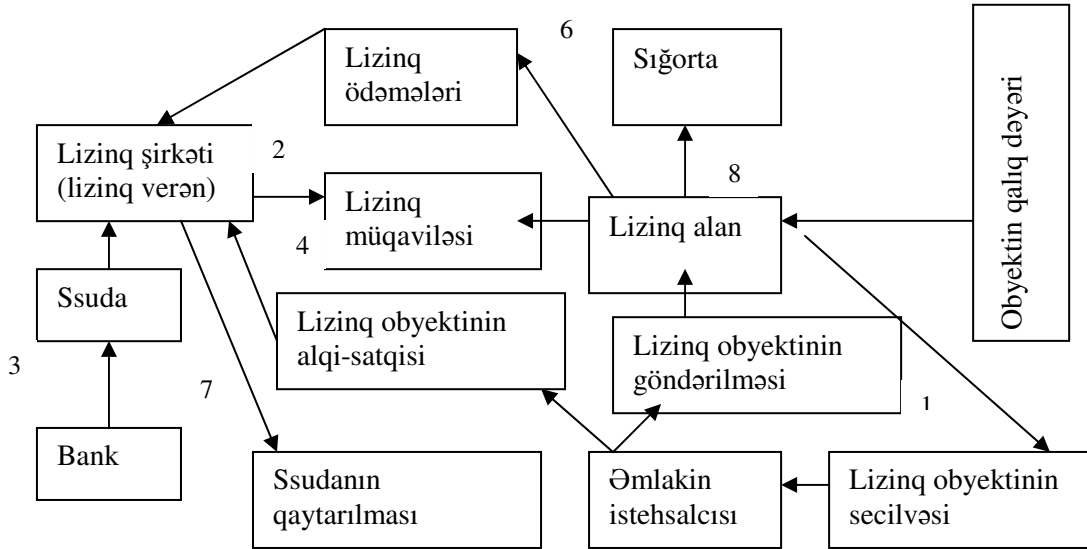 6
Lizinq
ödəmələri
Sığorta
Obyektin qalıq dəyəri
Lizinq şirkəti
(lizinq verən)
2
8
Lizinq
müqaviləsi
Lizinq alan
4
Ssuda
Lizinq obyektinin
alqi-satqisi
Lizinq obyektinin
göndərilməsi
3
7
1
Bank
Ssudanın
qaytarılması
Əmlakin
istehsalcısı
Lizinq obyektinin
secilvəsi